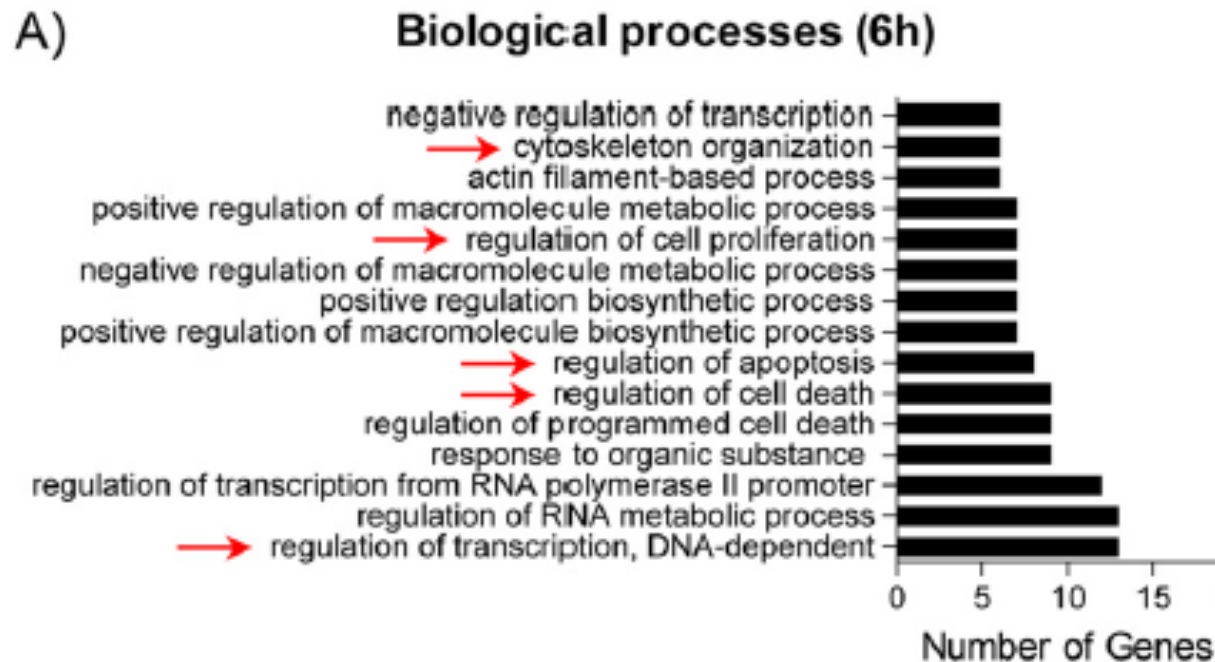 A)
Biological processes (6h)
negative regulation of transcription
cytoskeleton organization
actin filament-based process
positive regulation of macromolecule metabolic process
regulation of cell proliferation
negative regulation of macromolecule metabolic process
positive regulation biosynthetic process
positive regulation of macromolecule biosynthetic process
regulation of apoptosis
regulation of cell death
regulation of programmed cell death
response to organic substance
regulation of transcription from RNA polymerase II promoter
regulation of RNA metabolic process
regulation of transcription, DNA-dependent
0 5 10 15
Number of Genes